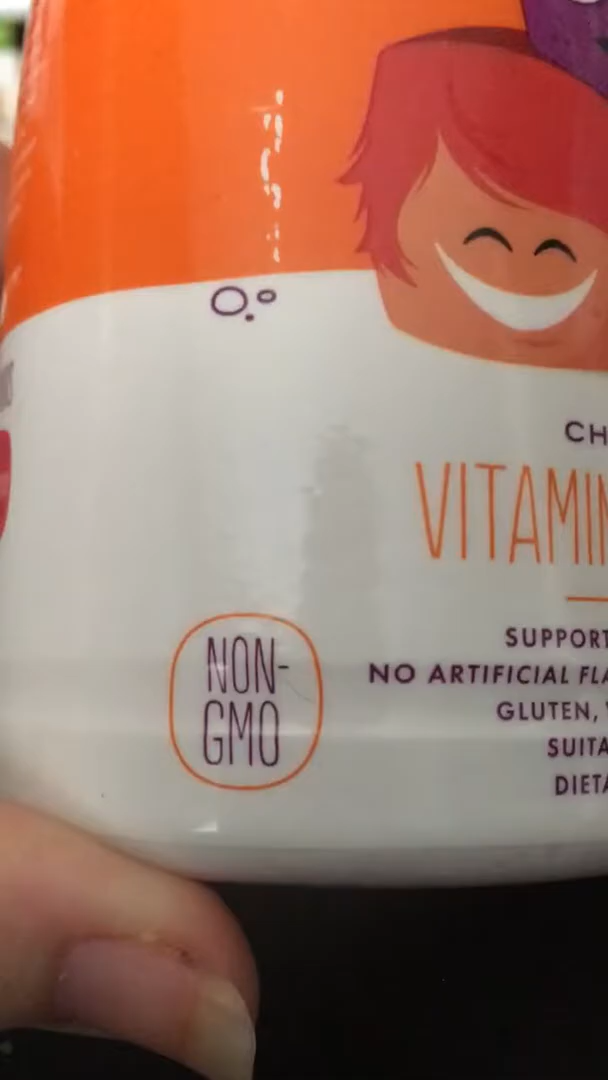 CH
VITAMIN
SUPPORT
NO ARTIFICIAL FLA
GLUTEN,
SUITA
DIETA
NON-
GMO